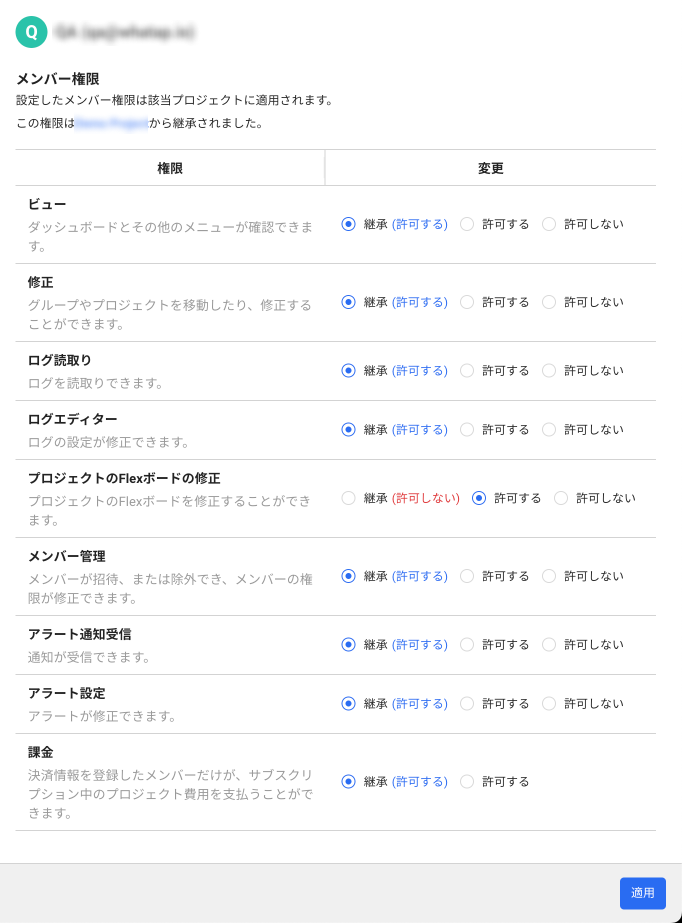 Q
メンバー権限
設定したメンバー権限は該当プロジェクトに適用されます。
この権限は から継承されました。
権限 変更
ビュー
ダッシュボードとその他のメニューが確認できま
す。
継承 (許可する) 許可する 許可しない
修正
グループやプロジェクトを移動したり、修正する
ことができます。
継承 (許可する) 許可する 許可しない
ログ読取り
ログを読取りできます。
継承 (許可する) 許可する 許可しない
ログエディター
ログの設定が修正できます。
継承 (許可する) 許可する 許可しない
プロジェクトのFlexボードの修正
プロジェクトのFlexボードを修正することができ
ます。
継承 (許可しない) 許可する 許可しない
メンバー管理
メンバーが招待、または除外でき、メンバーの権
限が修正できます。
継承 (許可する) 許可する 許可しない
アラート通知受信
通知が受信できます。
継承 (許可する) 許可する 許可しない
アラート設定
アラートが修正できます。
継承 (許可する) 許可する 許可しない
課金
決済情報を登録したメンバーだけが、サブスクリ
プション中のプロジェクト費用を支払うことがで
きます。
継承 (許可する) 許可する
適用